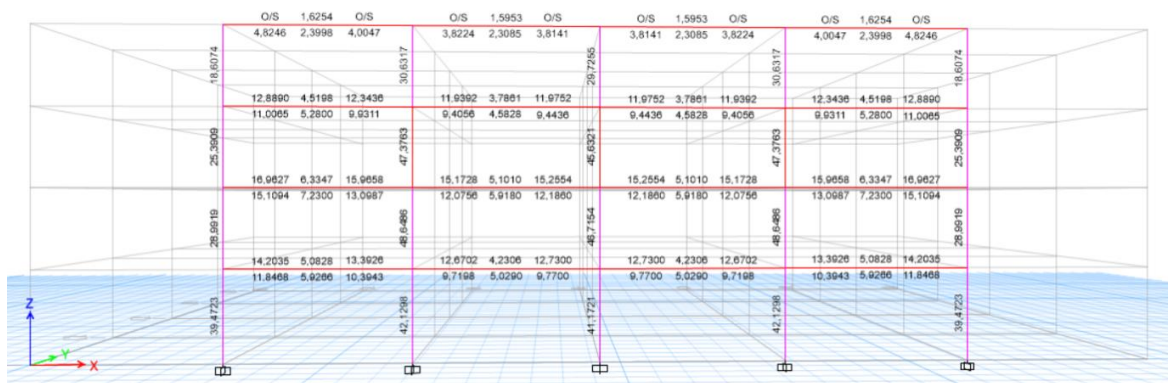 O/S 1,6254 O/S 1,5953 O/S 1,5953 O/S O/S 1,6254 O/S
4,8246 2,3998 4,0047 3,8224 2,3085 3,8141 3,8141 2,3085 3,8224 4,0047 2,3998 4,8246
18,6074 30,6317 29,7255 30,6317 18,6074
12,8890 4,5198 12,3436 11,9392 3,7861 11,9752 11,9752 3,7861 11,9392 12,3436 4,5198 12,8890
11,0065 5,2800 9,9311 9,4056 4,5828 9,4436 9,4436 4,5828 9,4056 9,9311 5,2800 11,0065
25,3909 47,3763 45,6321 47,3763 25,3909
16,9627 6,3347 15,9658 15,1728 5,1010 15,2554 15,2554 5,1010 15,1728 15,9658 6,3347 16,9627
15,1094 7,2300 13,0987 12,0756 5,9180 12,1860 12,1860 5,9180 12,0756 13,0987 7,2300 15,1094
28,9919 48,6486 46,7154 48,6486 28,9919
14,2035 5,0828 13,3926 12,6702 4,2306 12,7300 12,7300 4,2306 12,6702 13,3926 5,0828 14,2035
11,8468 5,9266 10,3943 9,7198 5,0290 9,7700 9,7700 5,0290 9,7198 10,3943 5,9266 11,8468
39,4723 42,1298 41,1721 42,1298 39,4723
Z
Y
X